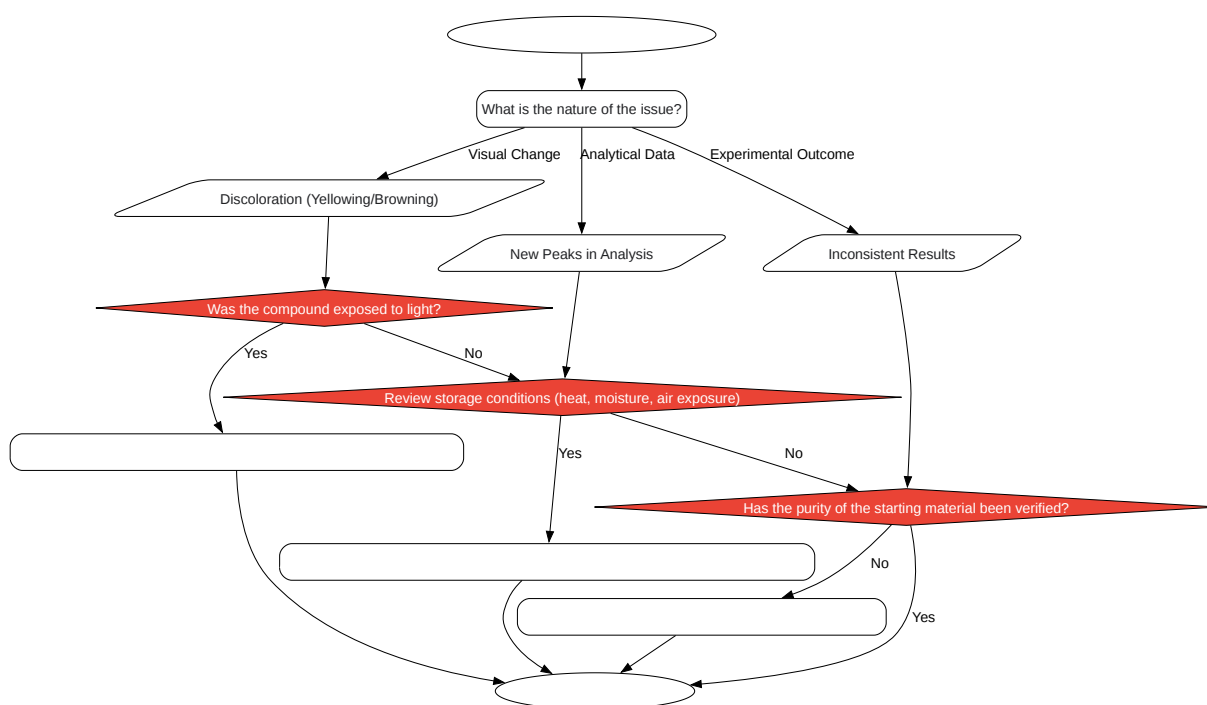 What is the nature of the issue?
Visual Change
Analytical Data
Experimental Outcome
Discoloration (Yellowing/Browning)
New Peaks in Analysis
Inconsistent Results
Was the compound exposed to light?
Yes
No
Review storage conditions (heat, moisture, air exposure)
Yes
No
Has the purity of the starting material been verified?
No
Yes